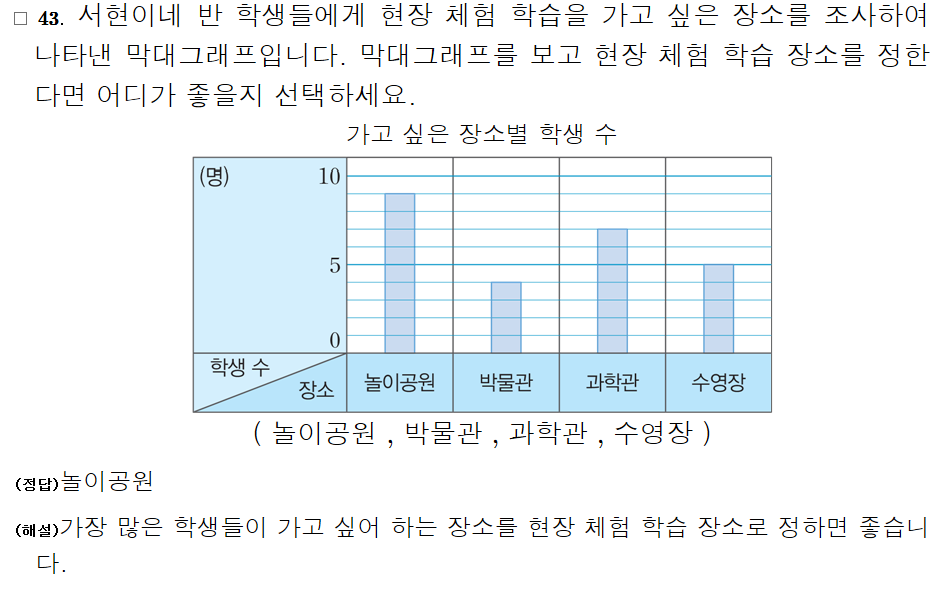 □ 43. 서현이네 반 학생들에게 현장 체험 학습을 가고 싶은 장소를 조사하여
나타낸 막대그래프입니다. 막대그래프를 보고 현장 체험 학습 장소를 정한
다면 어디가 좋을지 선택하세요.
가고 싶은 장소별 학생 수
(명) 10
5
0
학생 수
장소 놀이공원 박물관 과학관 수영장
( 놀이공원 , 박물관 , 과학관 , 수영장 )
(정답)놀이공원
(해설)가장 많은 학생들이 가고 싶어 하는 장소를 현장 체험 학습 장소로 정하면 좋습니
다.